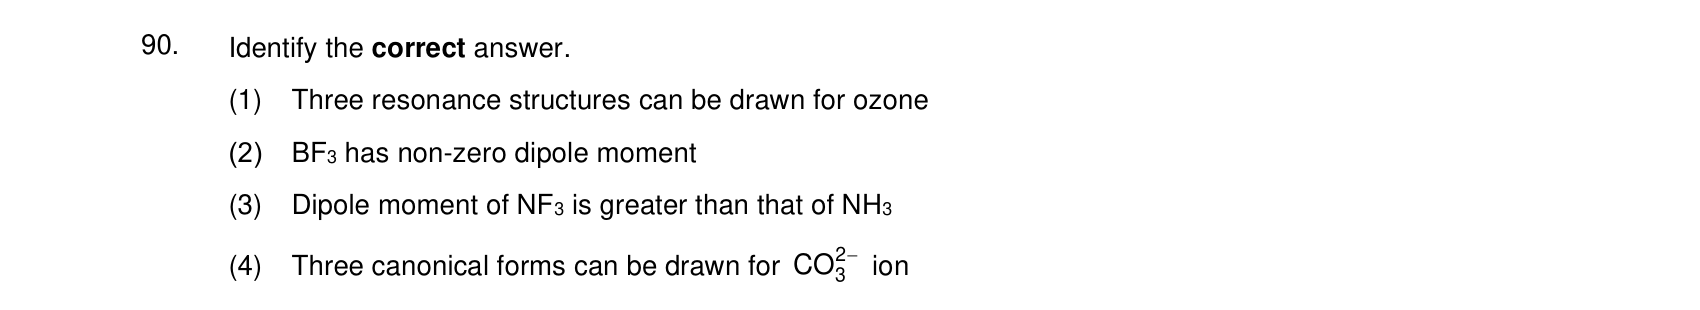 90. Identify the correct answer.
(1) Three resonance structures can be drawn for ozone
(2) BF₃ has non-zero dipole moment
(3) Dipole moment of NF₃ is greater than that of NH₃
(4) Three canonical forms can be drawn for CO₃²⁻ ion